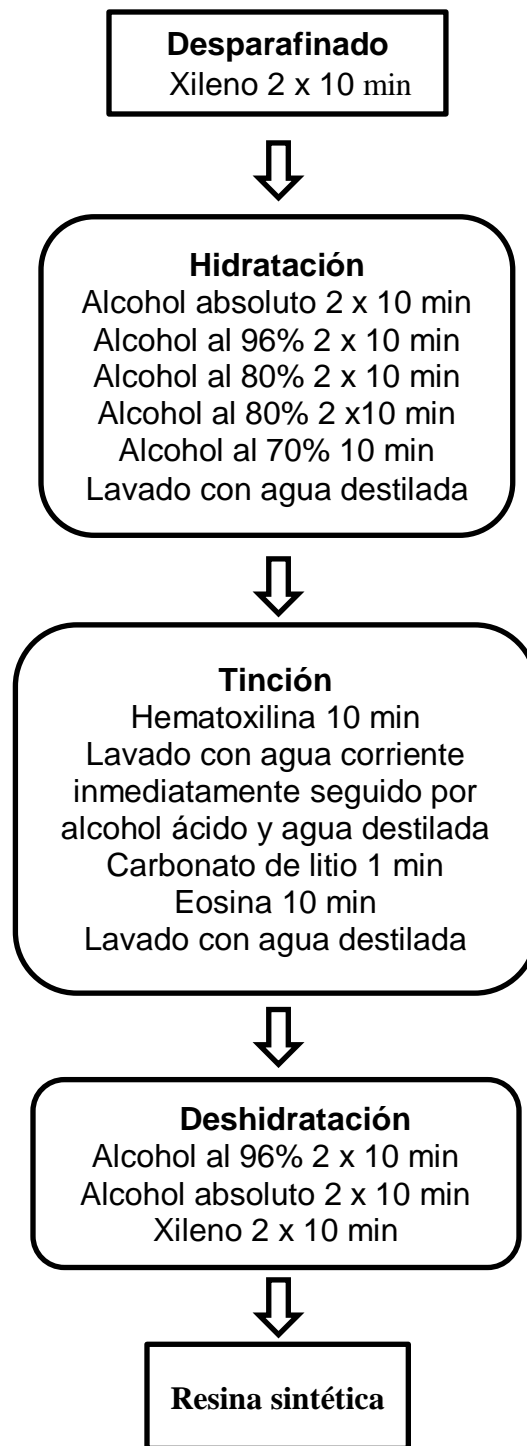 Desparafinado
Xileno 2 x 10 min
Hidratación
Alcohol absoluto 2 x 10 min
Alcohol al 96% 2 x 10 min
Alcohol al 80% 2 x 10 min
Alcohol al 80% 2 x10 min
Alcohol al 70% 10 min
Lavado con agua destilada
Tinción
Hematoxilina 10 min
Lavado con agua corriente
inmediatamente seguido por
alcohol ácido y agua destilada
Carbonato de litio 1 min
Eosina 10 min
Lavado con agua destilada
Deshidratación
Alcohol al 96% 2 x 10 min
Alcohol absoluto 2 x 10 min
Xileno 2 x 10 min
Resina sintética